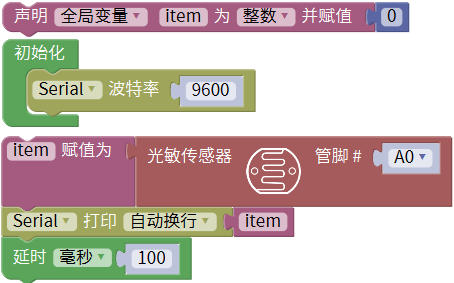 声明 全局变量 item 为 整数 并赋值 0
初始化
Serial 波特率 9600
item 赋值为 光敏传感器 管脚 # A0
Serial 打印 自动换行 item
延时 毫秒 100